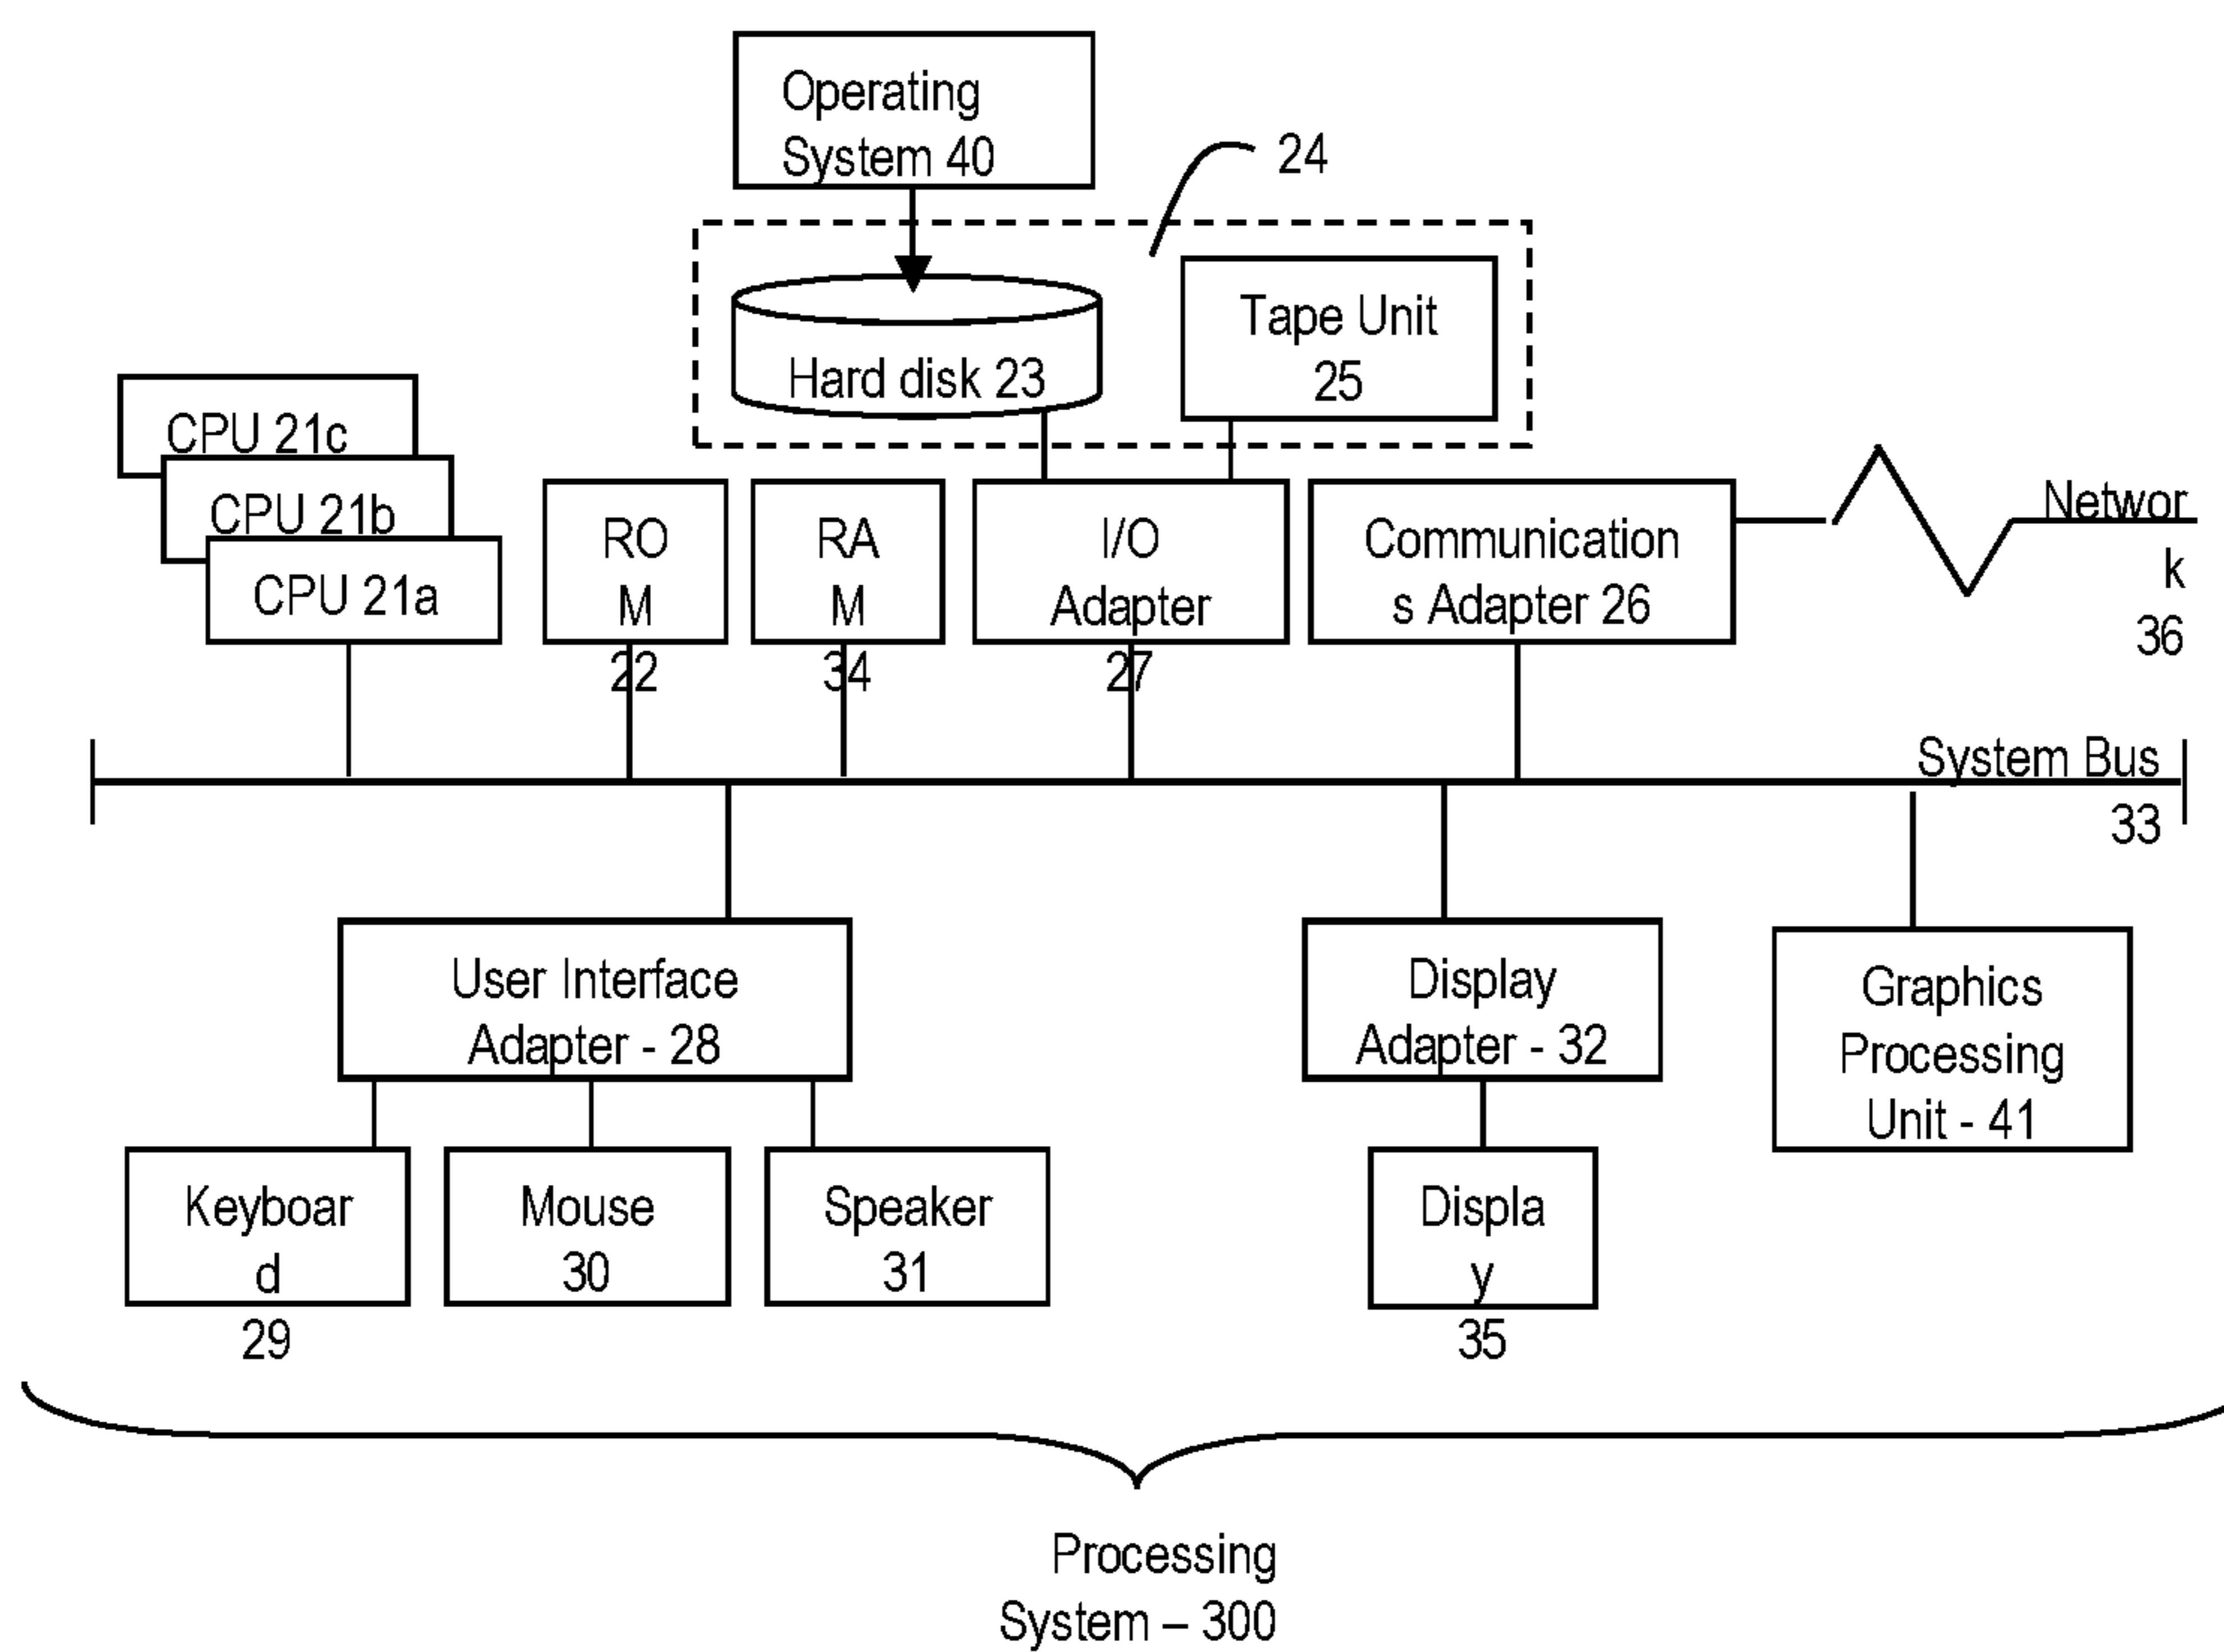 Operating
System 40
24
Hard disk 23
Tape Unit
25
CPU 21c
CPU 21b
CPU 21a
RO
M
22
RA
M
34
I/O
Adapter
27
Communication
s Adapter 26
Networ
k
36
System Bus
33
User Interface
Adapter - 28
Display
Adapter - 32
Graphics
Processing
Unit - 41
Keyboar
d
29
Mouse
30
Speaker
31
Displa
y
35
Processing
System – 300